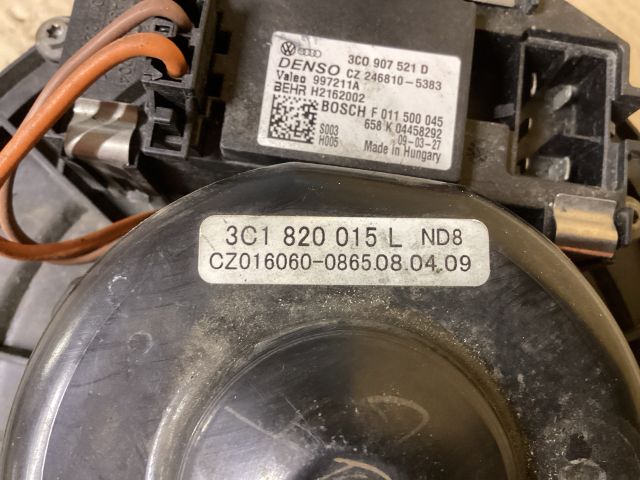 3C0 907 521 D
DENSO CZ 246810-5383
Valeo 997211A
BEHR H2162002
BOSCH F 011 500 045
658 K 04458292
S003 09-03-27
H005 Made in Hungary
3C1 820 015 L ND8
CZ016060-0865.08.04.09